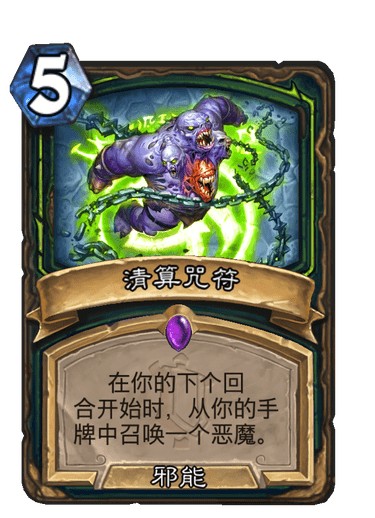 5
清算咒符
在你的下个回
合开始时，从你的手
牌中召唤一个恶魔。
邪能